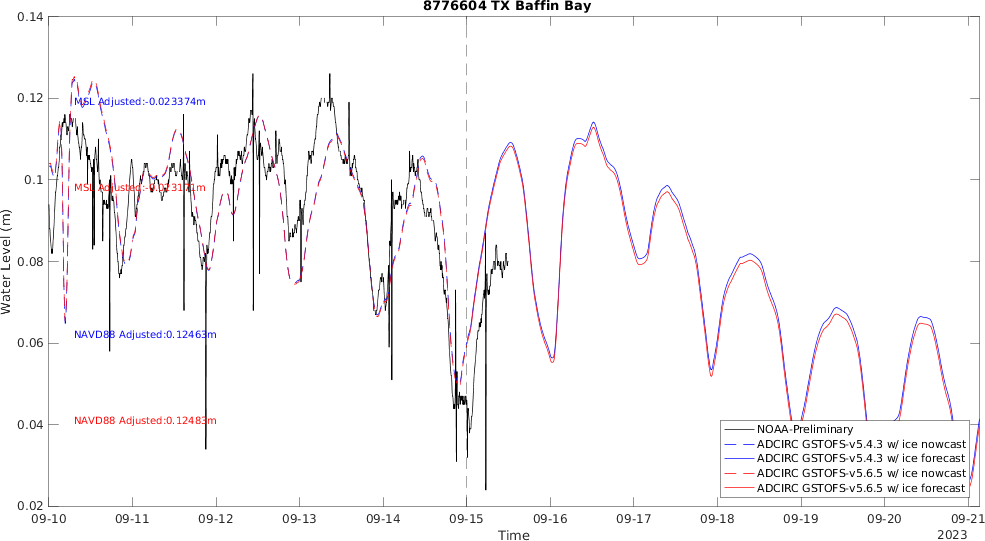 8776604 TX Baffin Bay
0.14
0.12
0.1
0.08
0.06
0.04
0.02
Water Level (m)
MSL Adjusted:-0.023374m
MSL Adjusted:-0.023171m
NAVD88 Adjusted:0.12463m
NAVD88 Adjusted:0.12483m
NOAA-Preliminary
ADCIRC GSTOFS-v5.4.3 w/ ice nowcast
ADCIRC GSTOFS-v5.4.3 w/ ice forecast
ADCIRC GSTOFS-v5.6.5 w/ ice nowcast
ADCIRC GSTOFS-v5.6.5 w/ ice forecast
09-10 09-11 09-12 09-13 09-14 09-15 09-16 09-17 09-18 09-19 09-20 09-21
2023
Time